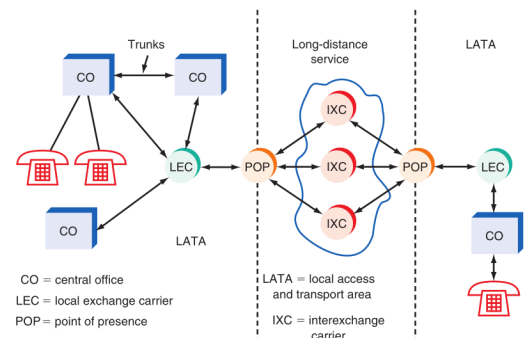 Trunks
Long-distance
service
LATA
CO
CO
IXC
LEC
POP
IXC
POP
LEC
CO
IXC
CO
LATA
CO = central office
LEC = local exchange carrier
POP = point of presence
LATA = local access
and transport area
IXC = interexchange
carrier